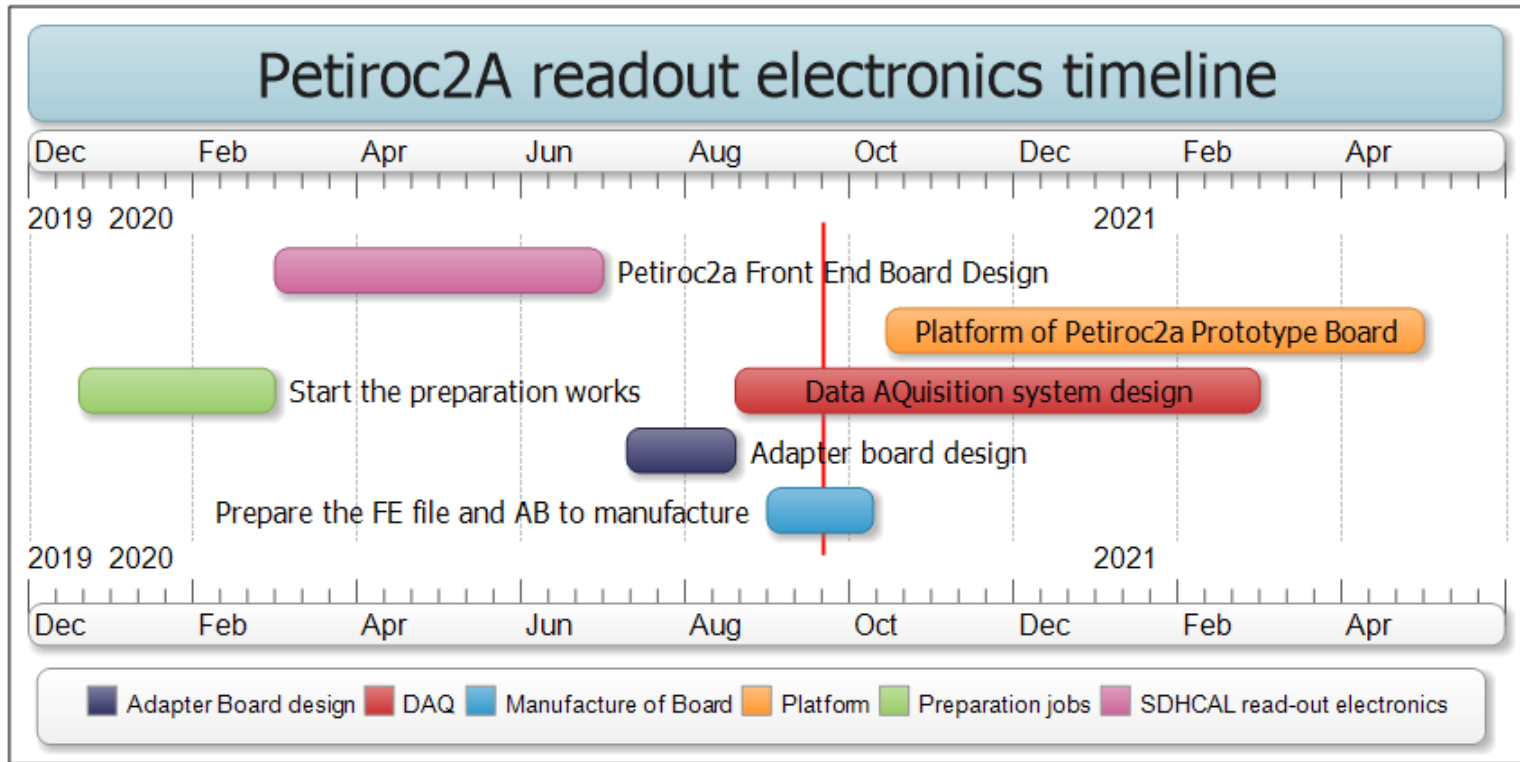 Petiroc2A readout electronics timeline
Dec Feb Apr Jun Aug Oct Dec Feb Apr
2019 2020 2021
Petiroc2a Front End Board Design
Platform of Petiroc2a Prototype Board
Start the preparation works
Data AQuisition system design
Adapter board design
Prepare the FE file and AB to manufacture
2019 2020 2021
Dec Feb Apr Jun Aug Oct Dec Feb Apr
Adapter Board design DAQ Manufacture of Board Platform Preparation jobs SDHCAL read-out electronics